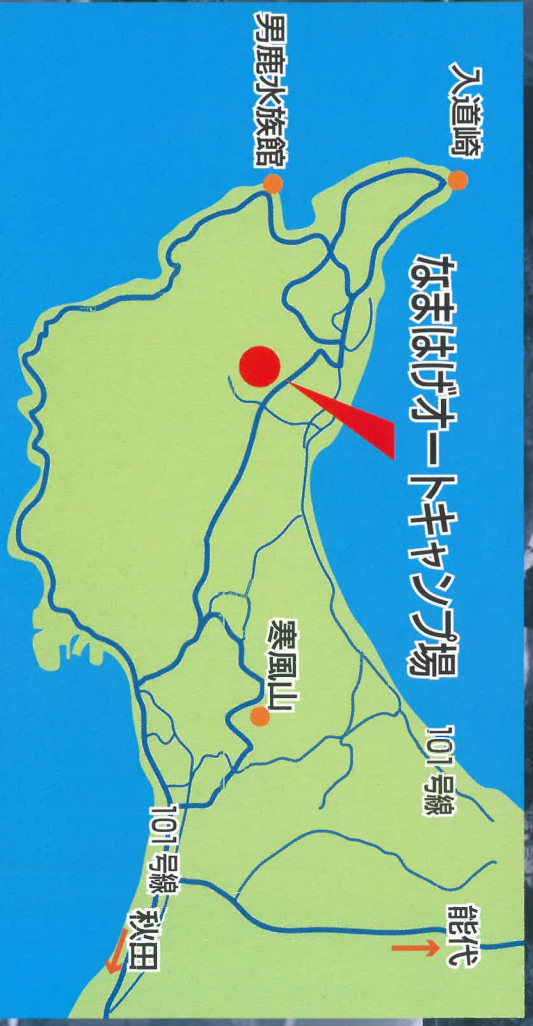 入道崎
男鹿水族館
なまはげオートキャンプ場
寒風山
101号線
101号線
能代
秋田